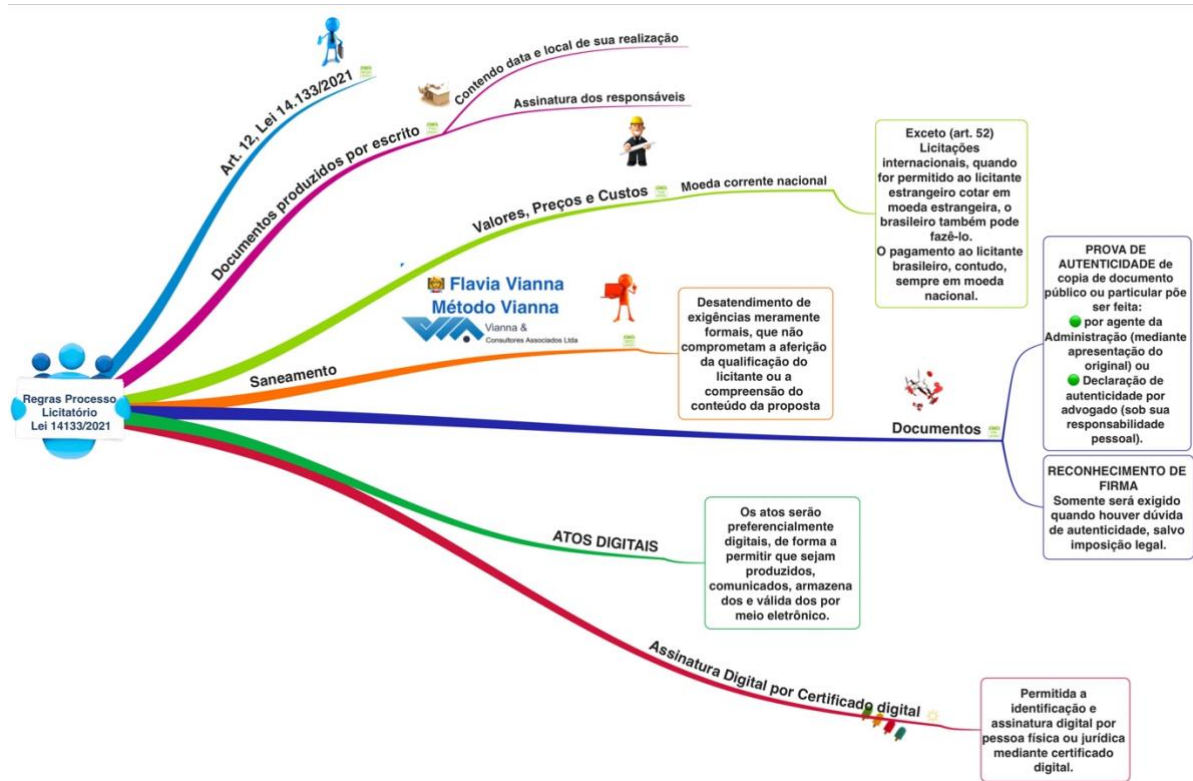 Regras Processo
Licitatório
Lei 14133/2021
Art. 12, Lei 14.133/2021
Documentos produzidos por escrito
Contendo data e local de sua realização
Assinatura dos responsáveis
Valores, Preços e Custos
Moeda corrente nacional
Exceto (art. 52)
Licitações
internacionais, quando
for permitido ao licitante
estrangeiro cotar em
moeda estrangeira, o
brasileiro também pode
fazê-lo.
O pagamento ao licitante
brasileiro, contudo,
sempre em moeda
nacional.
Flavia Vianna
Método Vianna
Vianna &
Consultores Associados Ltda
Saneamento
Desatendimento de
exigências meramente
formais, que não
comprometam a aferição
da qualificação do
licitante ou a
compreensão do
conteúdo da proposta
Documentos
PROVA DE
AUTENTICIDADE de
copia de documento
público ou particular põe
ser feita:
por agente da
Administração (mediante
apresentação do
original) ou
Declaração de
autenticidade por
advogado (sob sua
responsabilidade
pessoal).
RECONHECIMENTO DE
FIRMA
Somente será exigido
quando houver dúvida
de autenticidade, salvo
imposição legal.
ATOS DIGITAIS
Os atos serão
preferencialmente
digitais, de forma a
permitir que sejam
produzidos,
comunicados, armazena
dos e válida dos por
meio eletrônico.
Assinatura Digital por Certificado digital
Permitida a
identificação e
assinatura digital por
pessoa física ou jurídica
mediante certificado
digital.